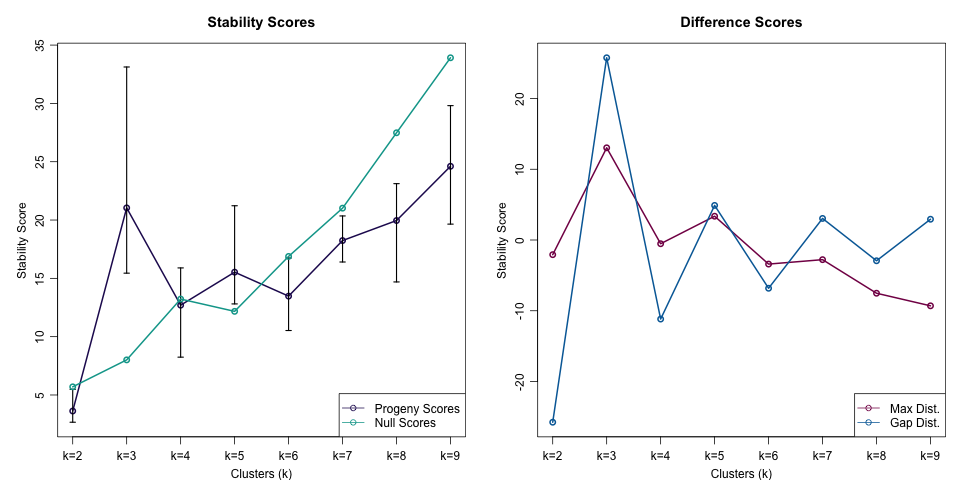 Stability Scores
Stability Score
35
30
25
20
15
10
5
k=2 k=3 k=4 k=5 k=6 k=7 k=8 k=9
Clusters (k)
Progeny Scores
Null Scores
Difference Scores
Stability Score
20
10
0
-10
-20
k=2 k=3 k=4 k=5 k=6 k=7 k=8 k=9
Clusters (k)
Max Dist.
Gap Dist.